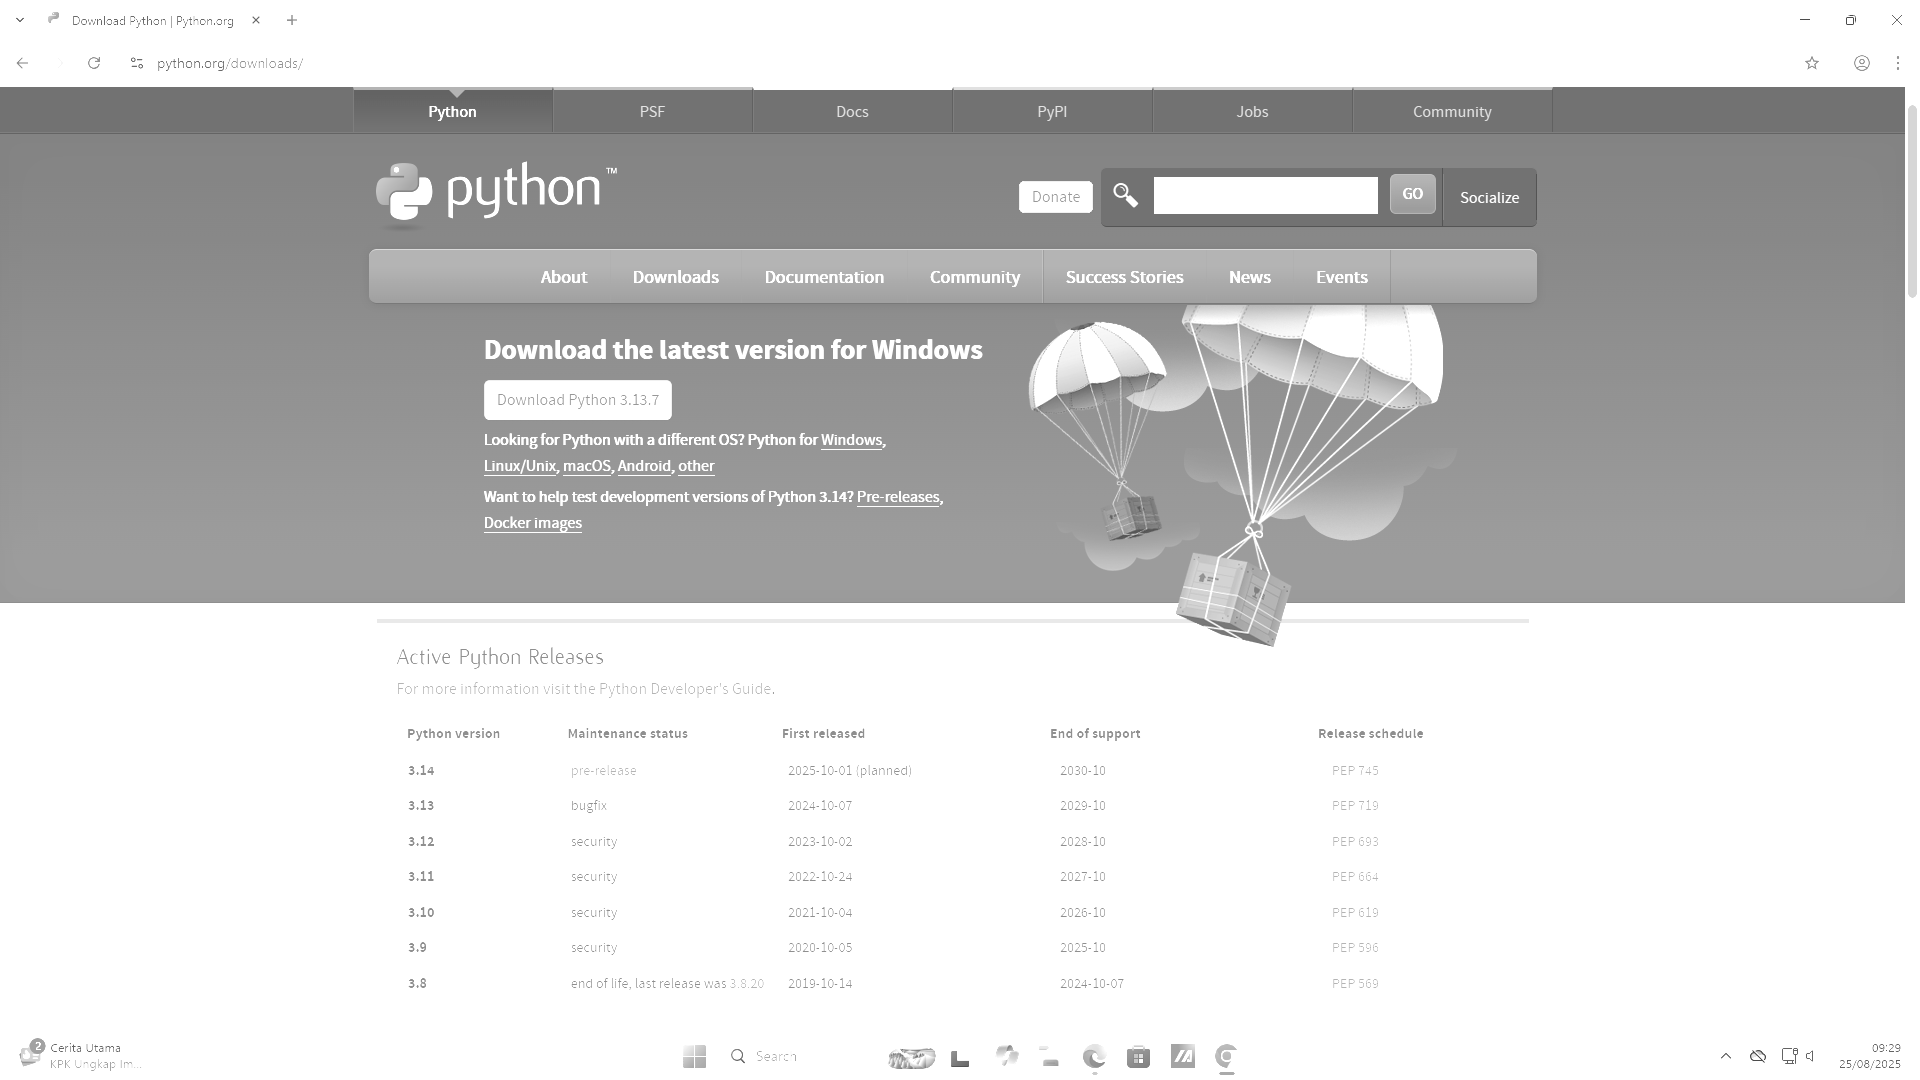 Download Python | Python.org
python.org/downloads/
Python PSF Docs PyPI Jobs Community
python™
Donate GO Socialize
About Downloads Documentation Community Success Stories News Events
Download the latest version for Windows
Download Python 3.13.7
Looking for Python with a different OS? Python for Windows,
Linux/Unix, macOS, Android, other
Want to help test development versions of Python 3.14? Pre-releases,
Docker images
Active Python Releases
For more information visit the Python Developer's Guide.
Python version Maintenance status First released End of support Release schedule
3.14 pre-release 2025-10-01 (planned) 2030-10 PEP 745
3.13 bugfix 2024-10-07 2029-10 PEP 719
3.12 security 2023-10-02 2028-10 PEP 693
3.11 security 2022-10-24 2027-10 PEP 664
3.10 security 2021-10-04 2026-10 PEP 619
3.9 security 2020-10-05 2025-10 PEP 596
3.8 end of life, last release was 3.8.20 2019-10-14 2024-10-07 PEP 569
2
Cerita Utama
KPK Ungkap Im...
Search
09:29
25/08/2025